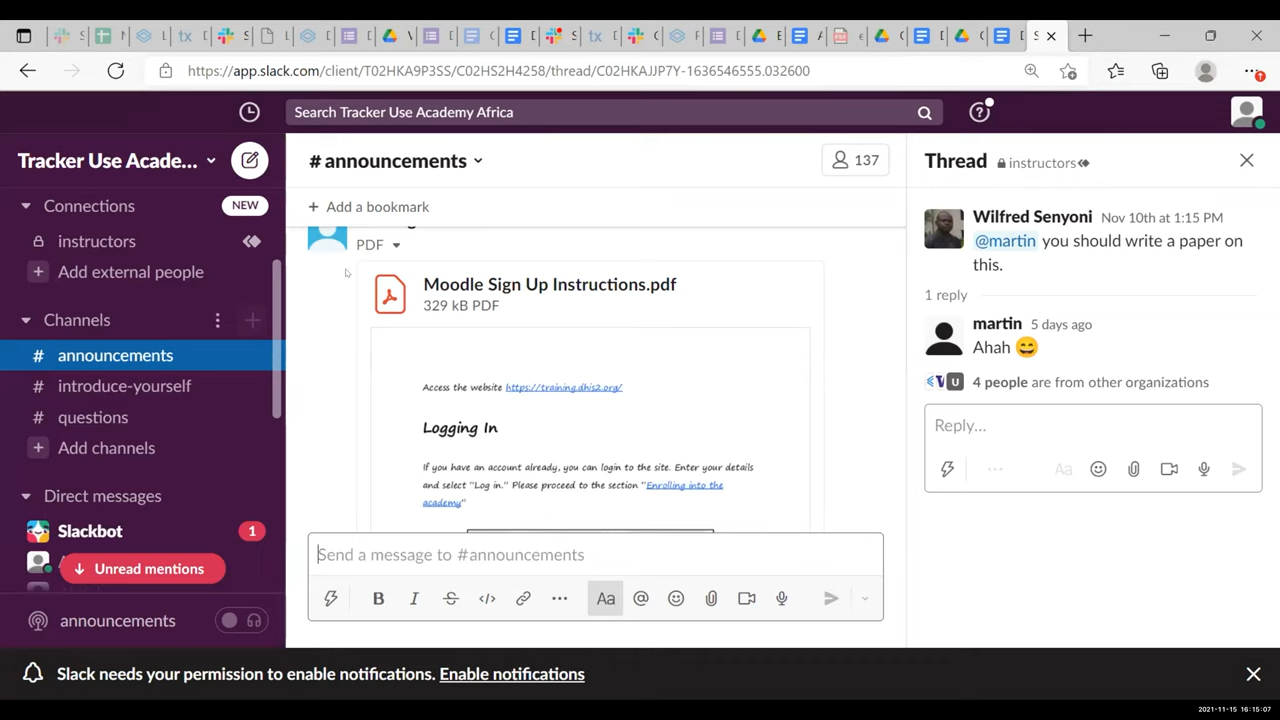 https://app.slack.com/client/T02HKA9P3SS/C02HS2H4258/thread/C02HKAJJP7Y-1636546555.032600
Search Tracker Use Academy Africa
Tracker Use Acade...
Connections
NEW
instructors
Add external people
Channels
# announcements
# introduce-yourself
# questions
Add channels
Direct messages
Slackbot
1
Unread mentions
announcements
# announcements
137
+ Add a bookmark
PDF
Moodle Sign Up Instructions.pdf
329 kB PDF
Access the website https://training.dhis2.org/
Logging In
If you have an account already, you can login to the site. Enter your details
and select "Log in." Please proceed to the section "Enrolling into the
academy"
Send a message to #announcements
B I S </> ... Aa @
Thread
instructors
Wilfred Senyoni Nov 10th at 1:15 PM
@martin you should write a paper on
this.
1 reply
martin 5 days ago
Ahah
U 4 people are from other organizations
Reply...
Aa
Slack needs your permission to enable notifications. Enable notifications
2021-11-15 16:15:07